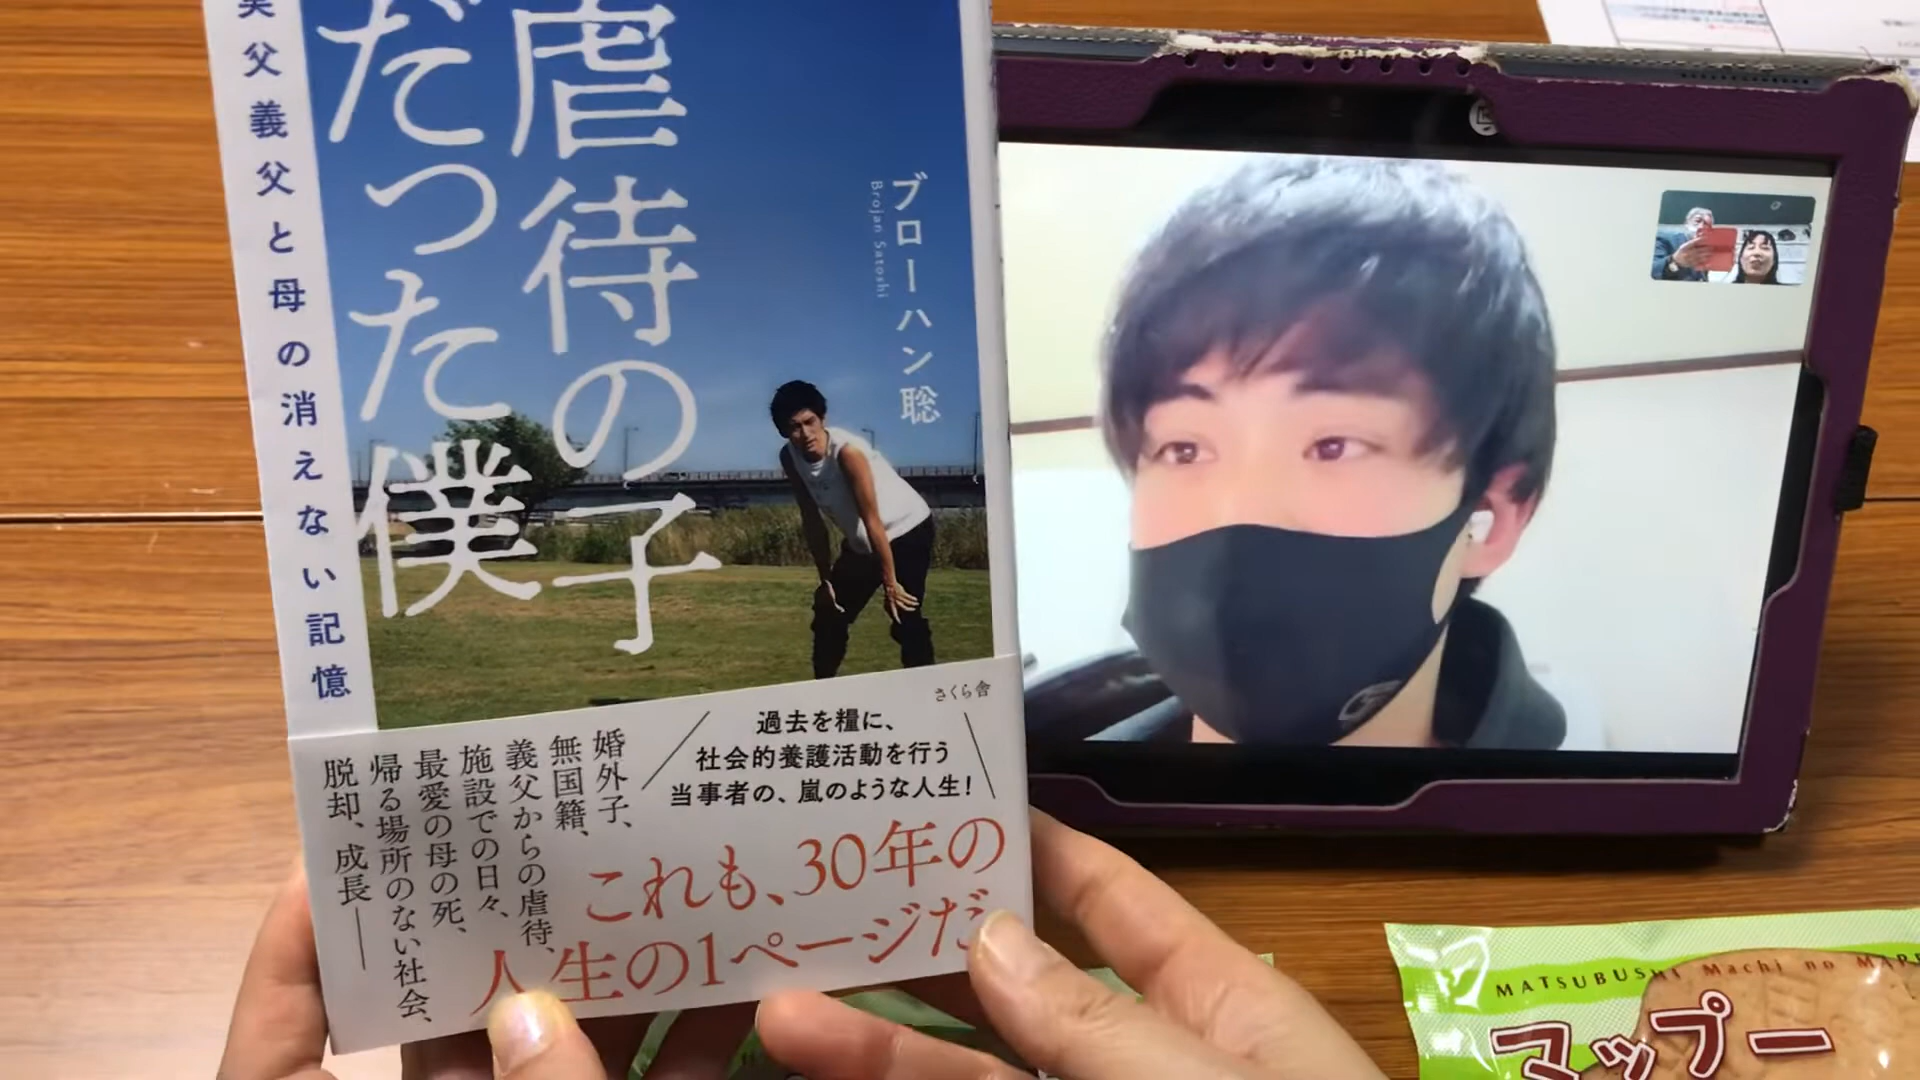 虐待の子
だった僕
実父義父と母の消えない記憶
ブローハン聡
Brojan Satoshi
さくら舎
過去を糧に、
社会的養護活動を行う
当事者の、嵐のような人生！
婚外子、
無国籍、
義父からの虐待、
施設での日々、
最愛の母の死、
帰る場所のない社会、
脱却、成長――
これも、30年の
人生の1ページだ
MATSUBUSHI Machi no MAPP
マップー